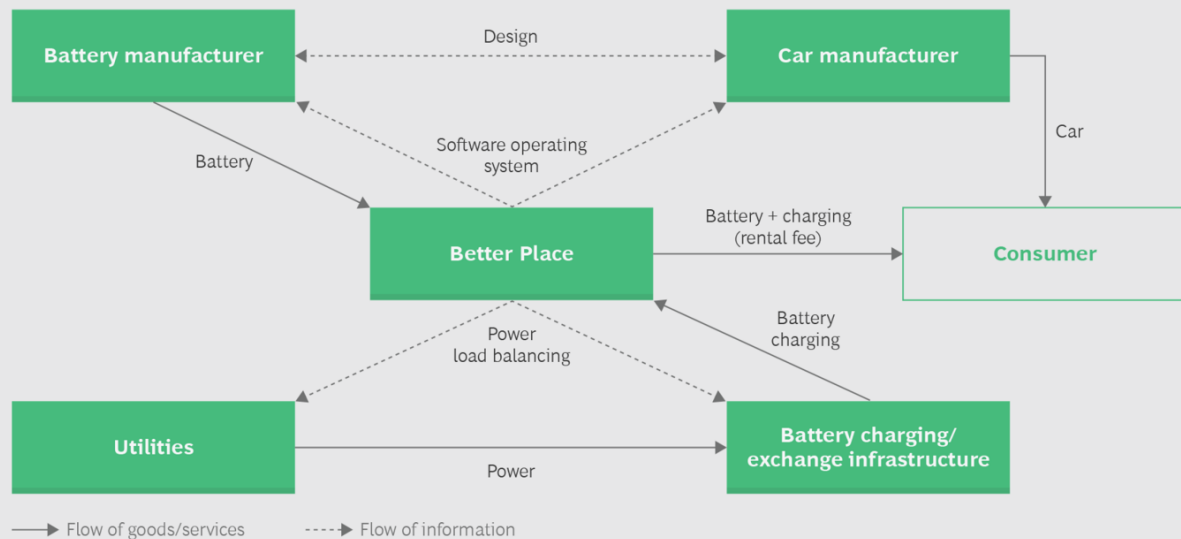 Battery manufacturer
Design
Car manufacturer
Car
Battery
Software operating
system
Better Place
Battery + charging
(rental fee)
Consumer
Power
load balancing
Battery
charging
Utilities
Power
Battery charging/
exchange infrastructure
Flow of goods/services
Flow of information